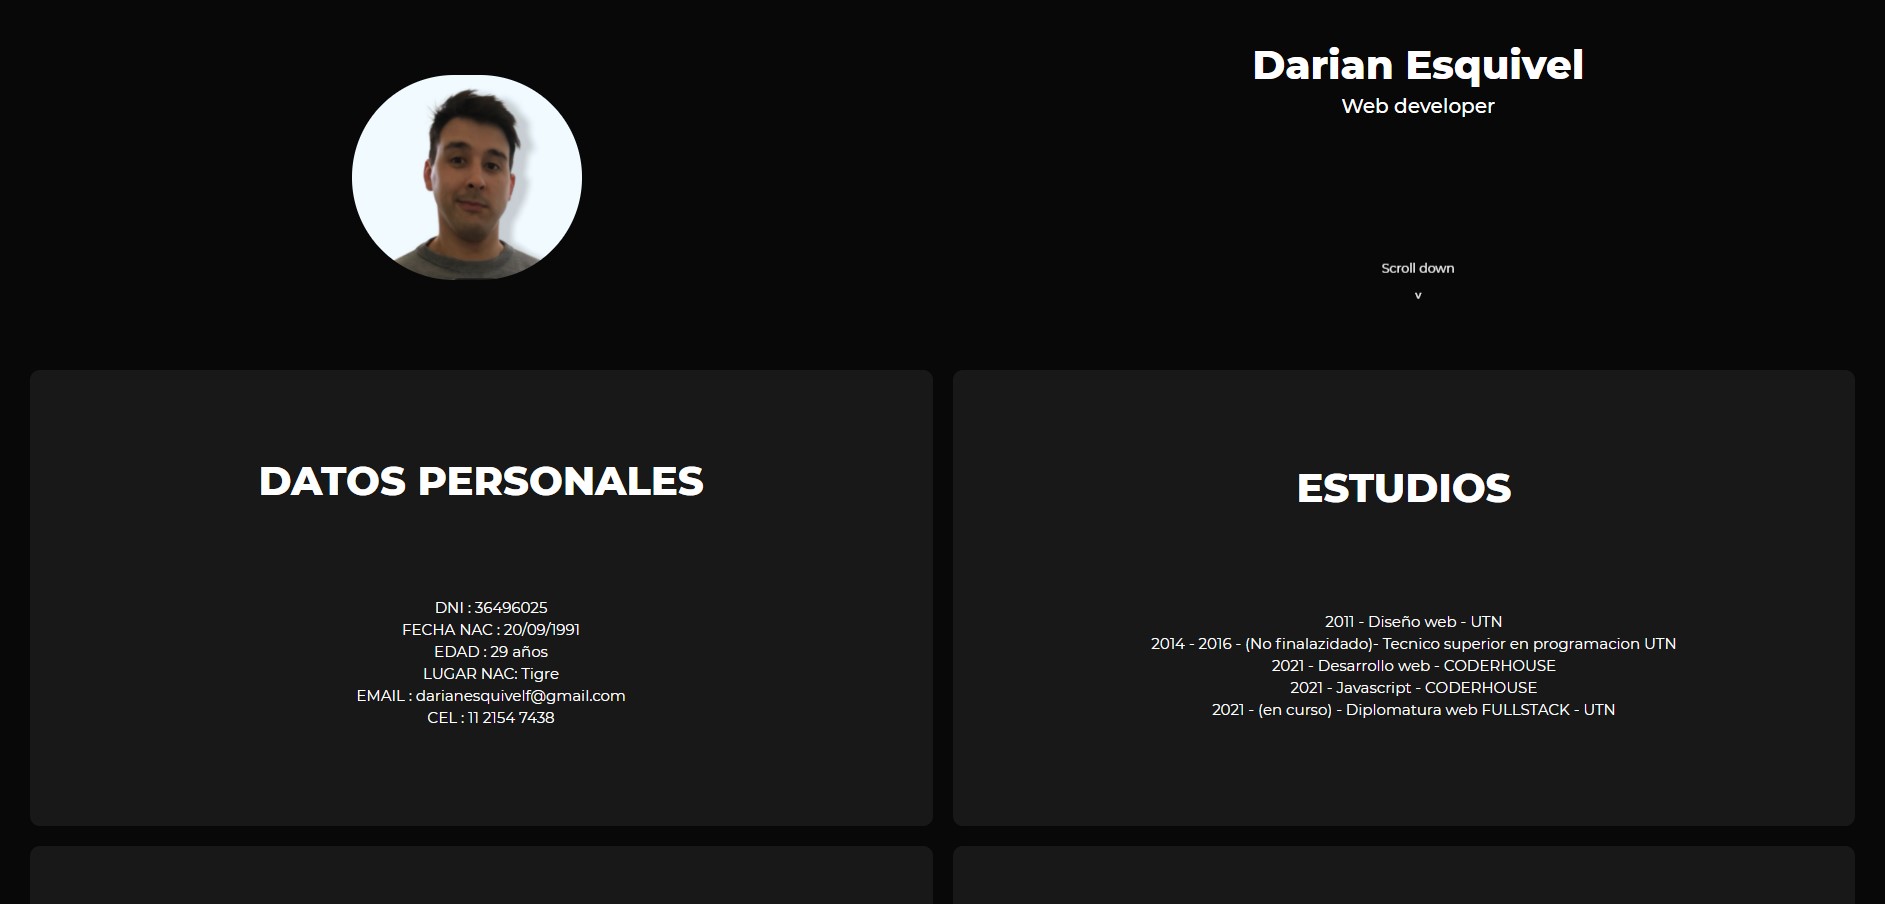 Darian Esquivel
Web developer
Scroll down
v
DATOS PERSONALES
DNI : 36496025
FECHA NAC : 20/09/1991
EDAD : 29 años
LUGAR NAC: Tigre
EMAIL : darianesquivelf@gmail.com
CEL : 11 2154 7438
ESTUDIOS
2011 - Diseño web - UTN
2014 - 2016 - (No finalazidado)- Tecnico superior en programacion UTN
2021 - Desarrollo web - CODERHOUSE
2021 - Javascript - CODERHOUSE
2021 - (en curso) - Diplomatura web FULLSTACK - UTN